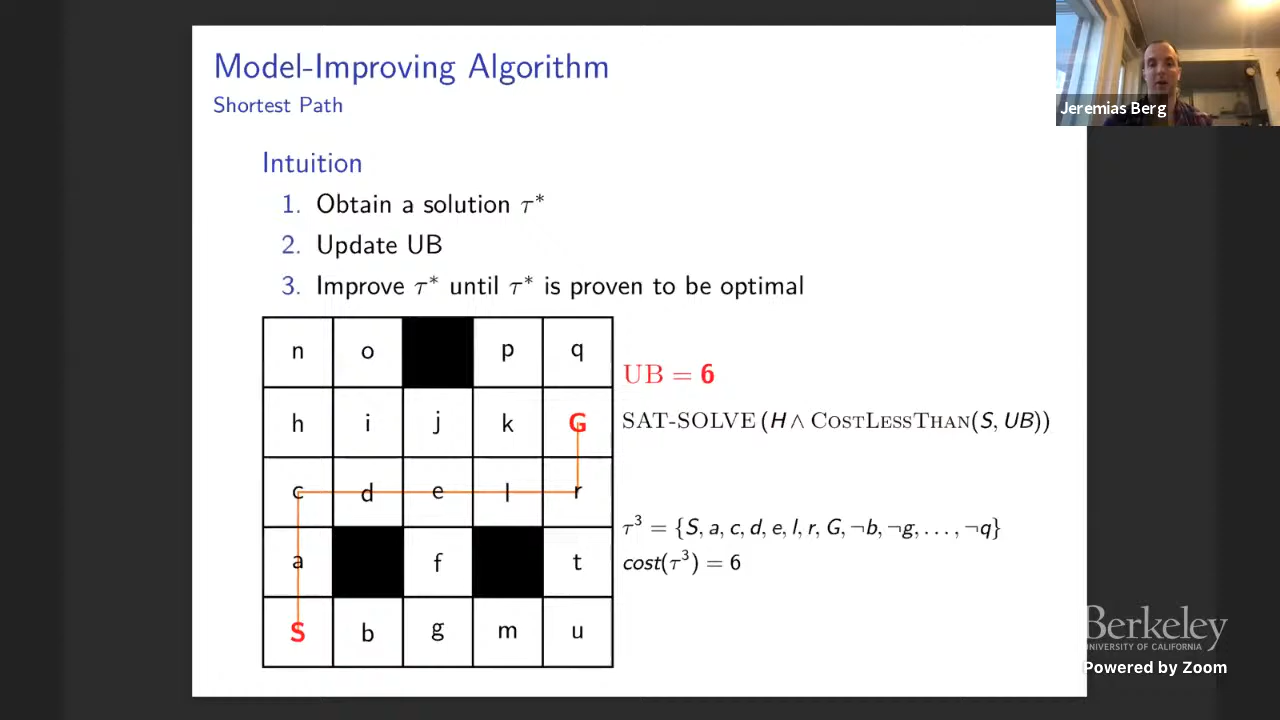 Model-Improving Algorithm
Shortest Path
Intuition
1. Obtain a solution τ*
2. Update UB
3. Improve τ* until τ* is proven to be optimal
n o p q
h i j k G
c d e l r
a f t
S b g m u
UB = 6
SAT-SOLVE (H ∧ COSTLESSTHAN(S, UB))
τ³ = {S, a, c, d, e, l, r, G, ¬b, ¬g, . . . , ¬q}
cost(τ³) = 6
Jeremias Berg
Berkeley
UNIVERSITY OF CALIFORNIA
Powered by Zoom